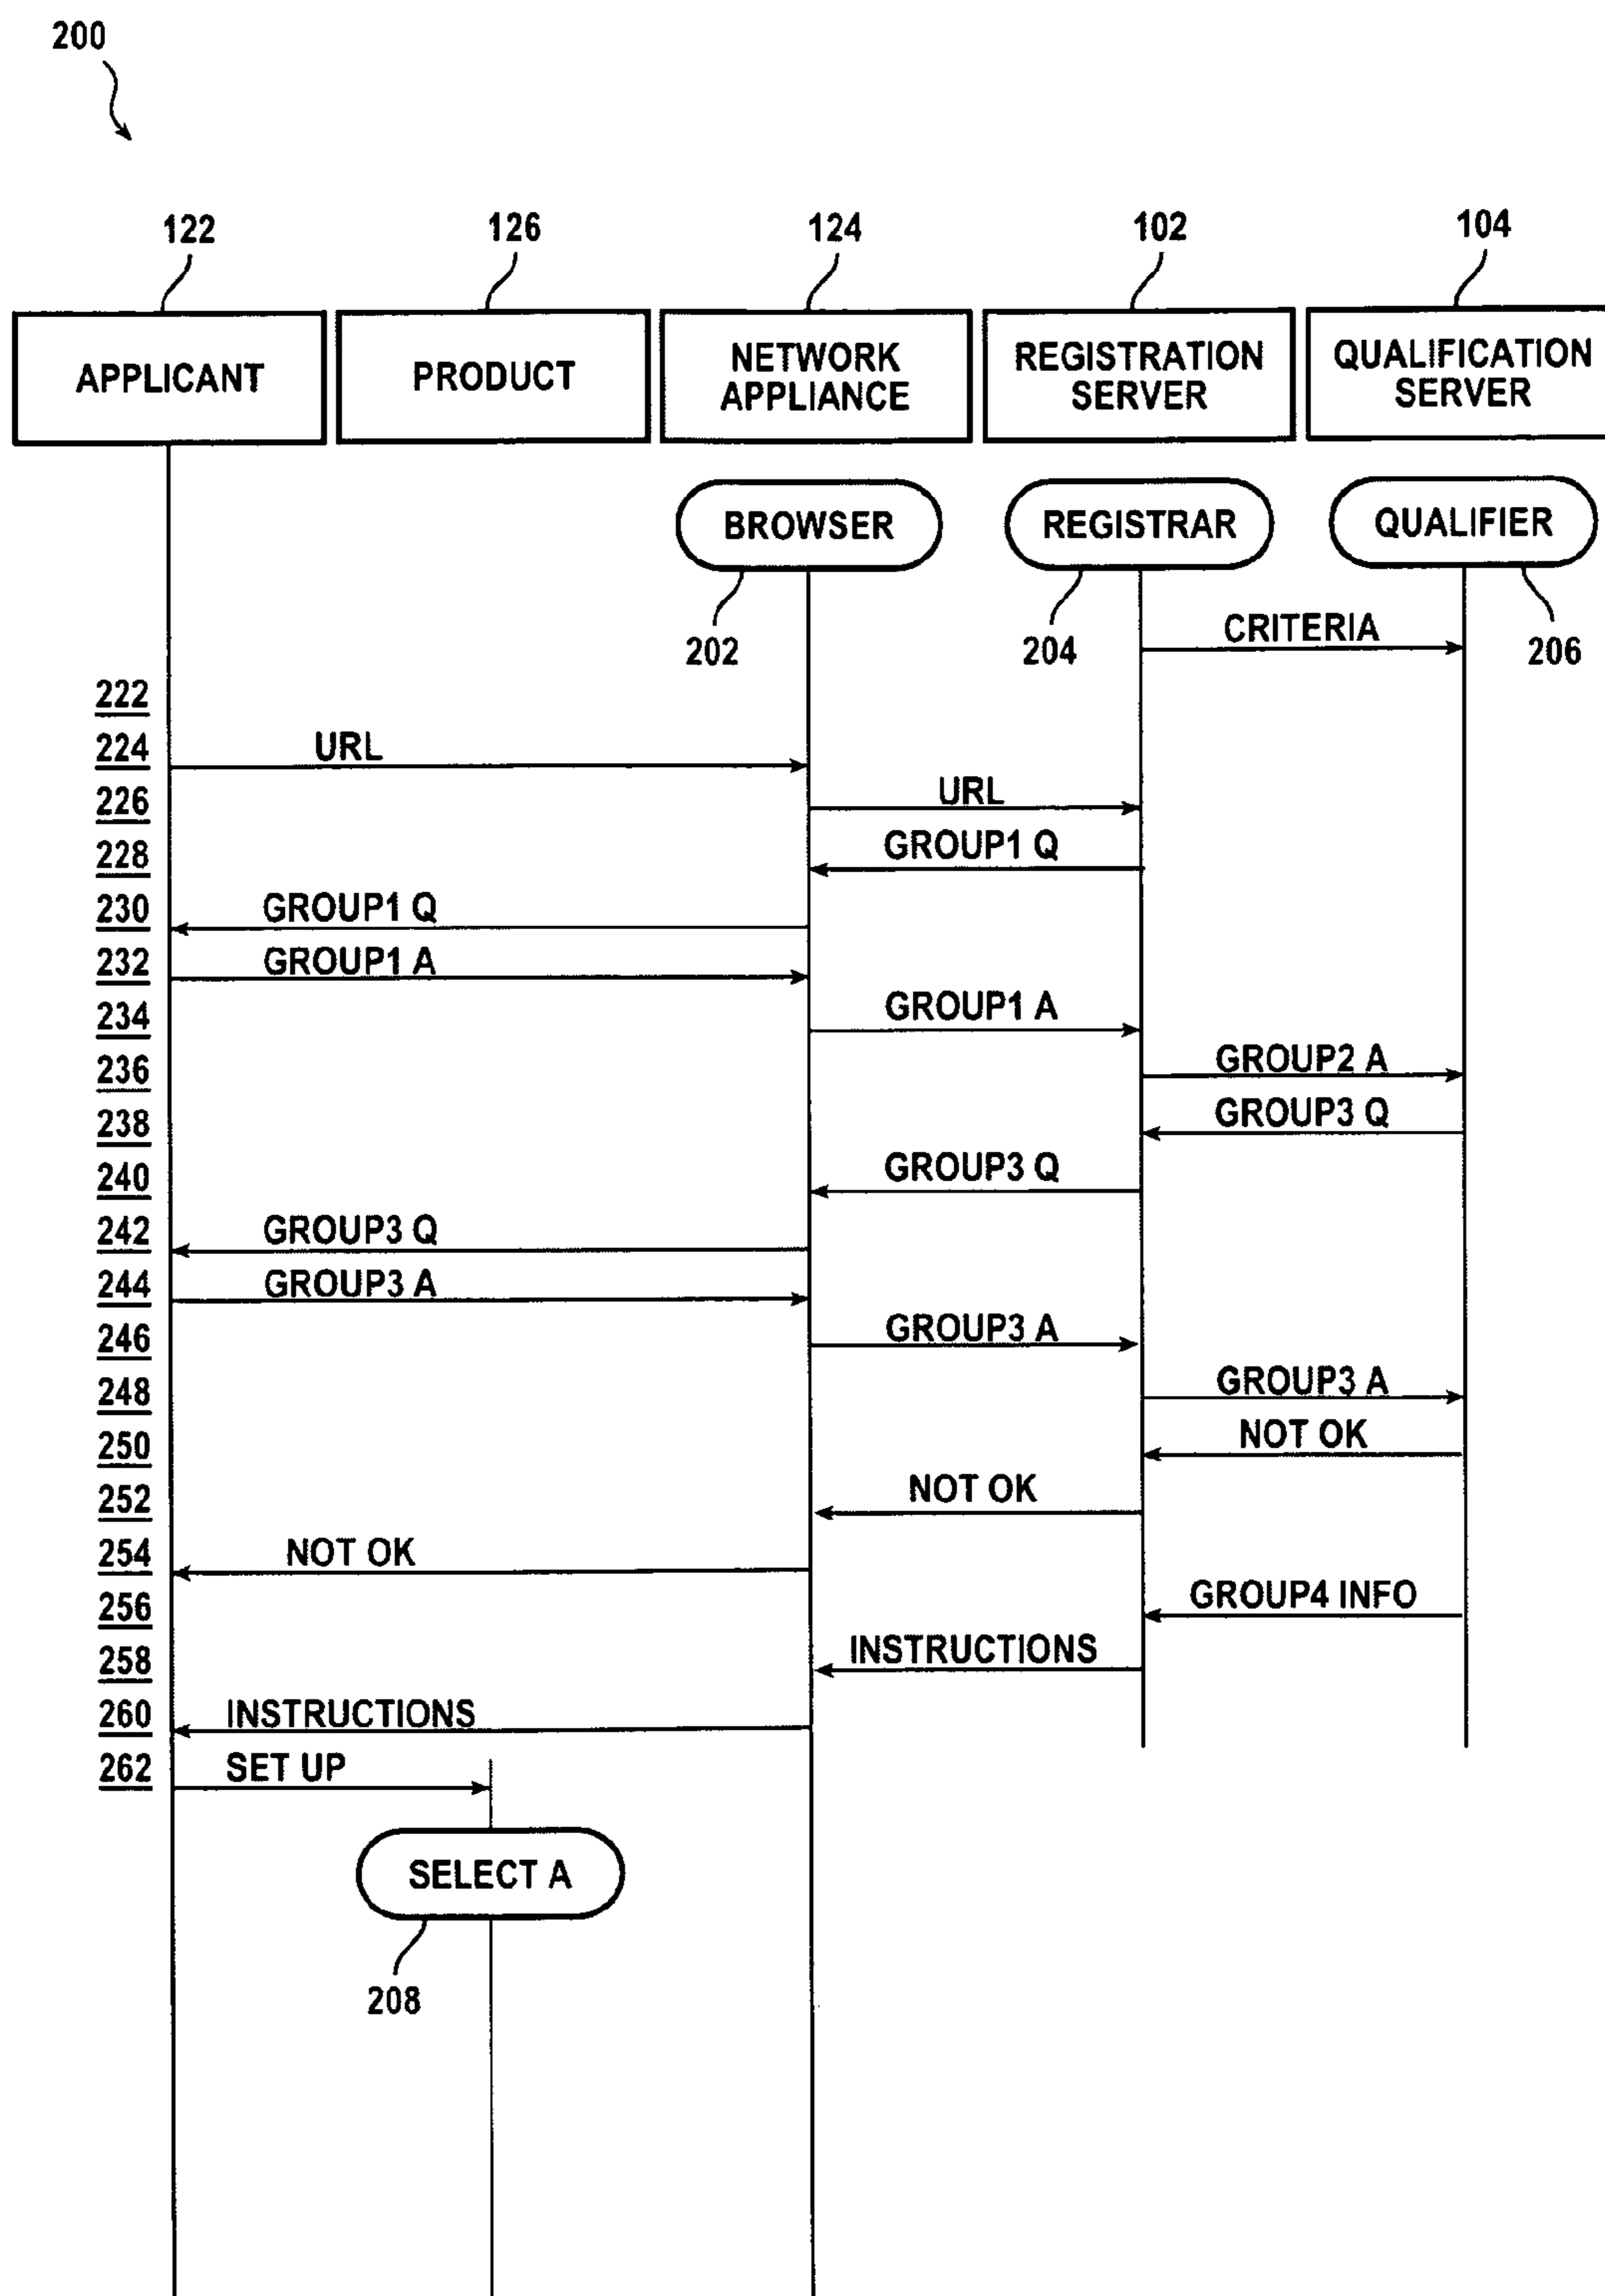 200
122
126
124
102
104
APPLICANT
PRODUCT
NETWORK
APPLIANCE
REGISTRATION
SERVER
QUALIFICATION
SERVER
BROWSER
REGISTRAR
QUALIFIER
202
204
CRITERIA
206
222
224 URL
226 URL
228 GROUP1 Q
230 GROUP1 Q
232 GROUP1 A
234 GROUP1 A
236 GROUP2 A
238 GROUP3 Q
240 GROUP3 Q
242 GROUP3 Q
244 GROUP3 A
246 GROUP3 A
248 GROUP3 A
250 NOT OK
252 NOT OK
254 NOT OK
256 GROUP4 INFO
258 INSTRUCTIONS
260 INSTRUCTIONS
262 SET UP
SELECT A
208